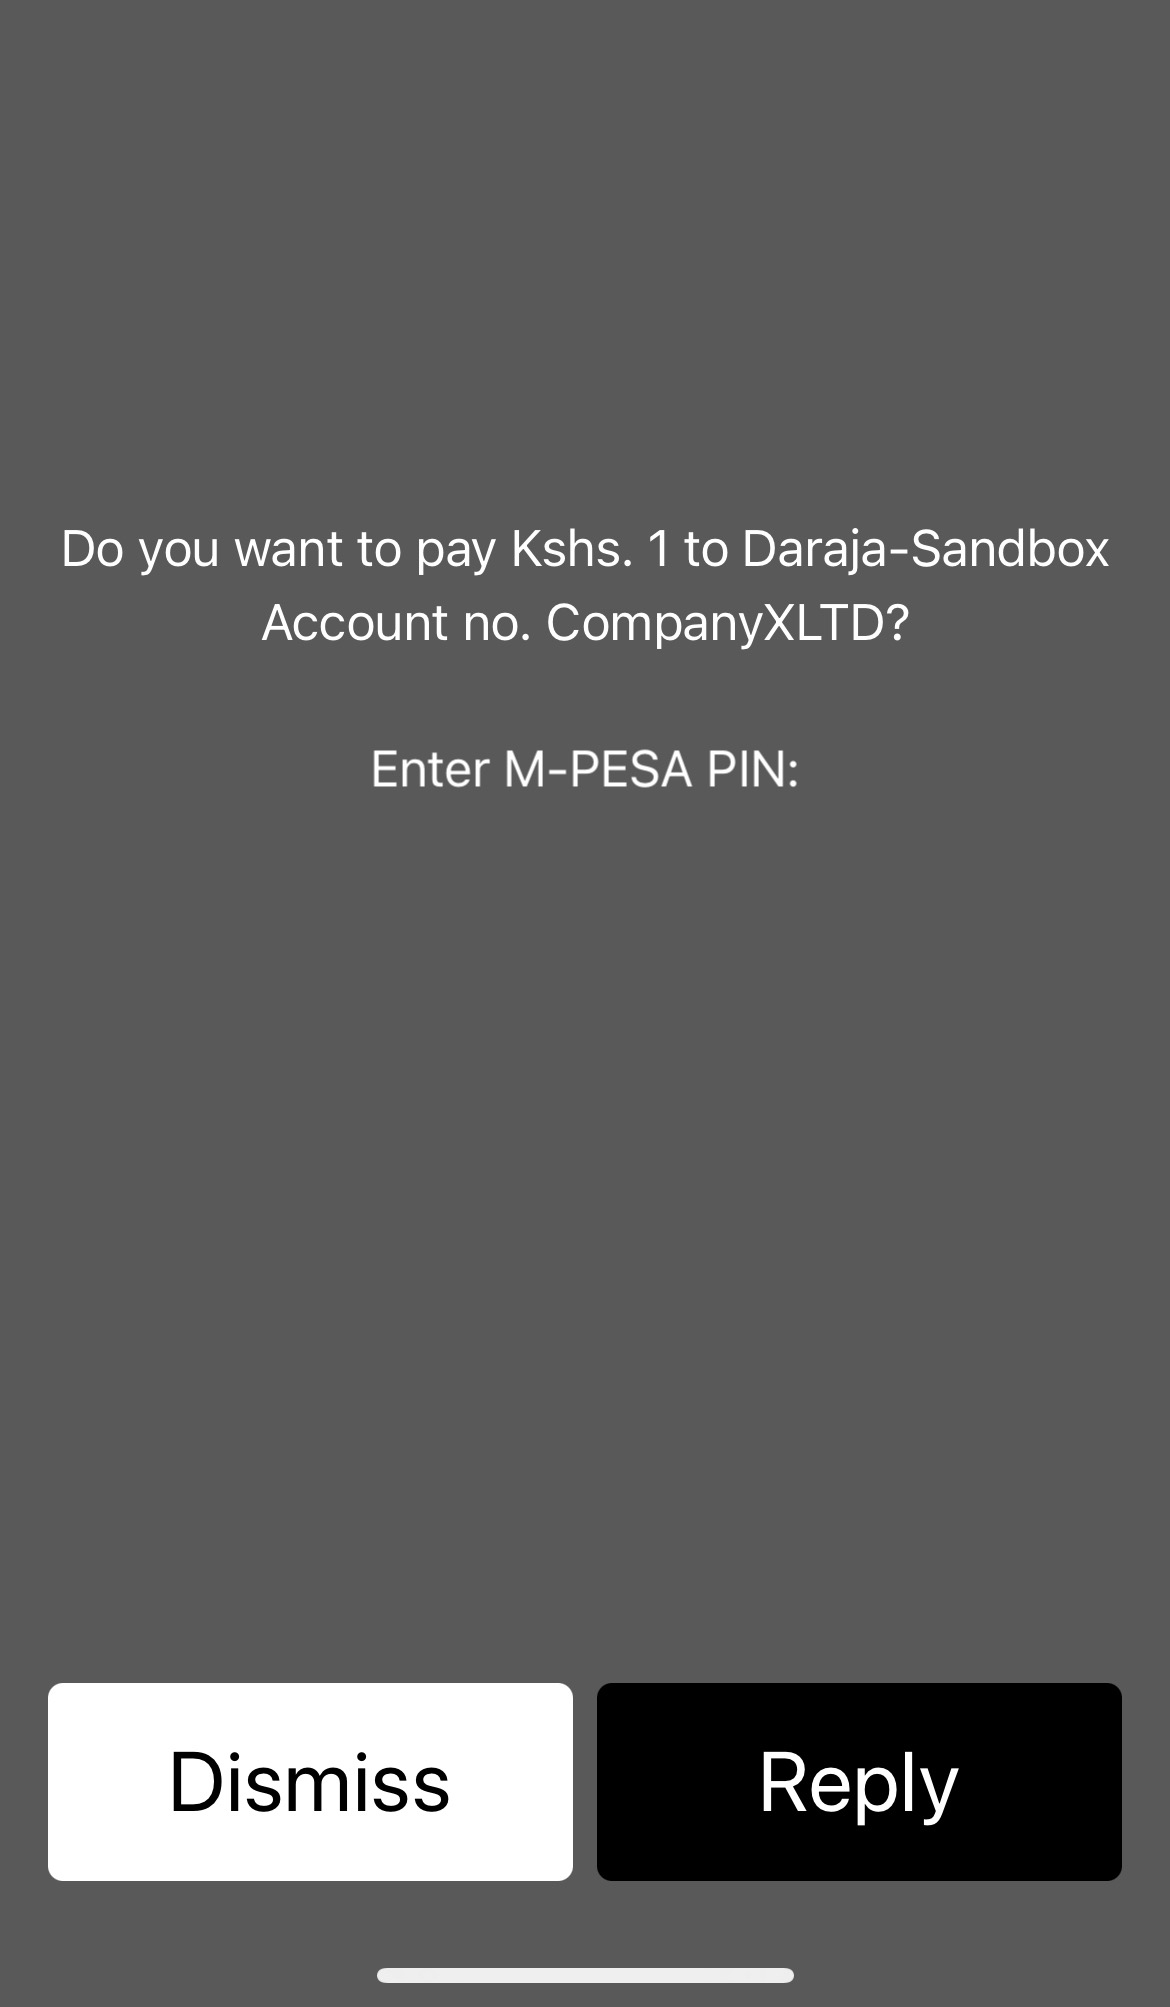 Do you want to pay Kshs. 1 to Daraja-Sandbox
Account no. CompanyXLTD?
Enter M-PESA PIN:
Dismiss
Reply